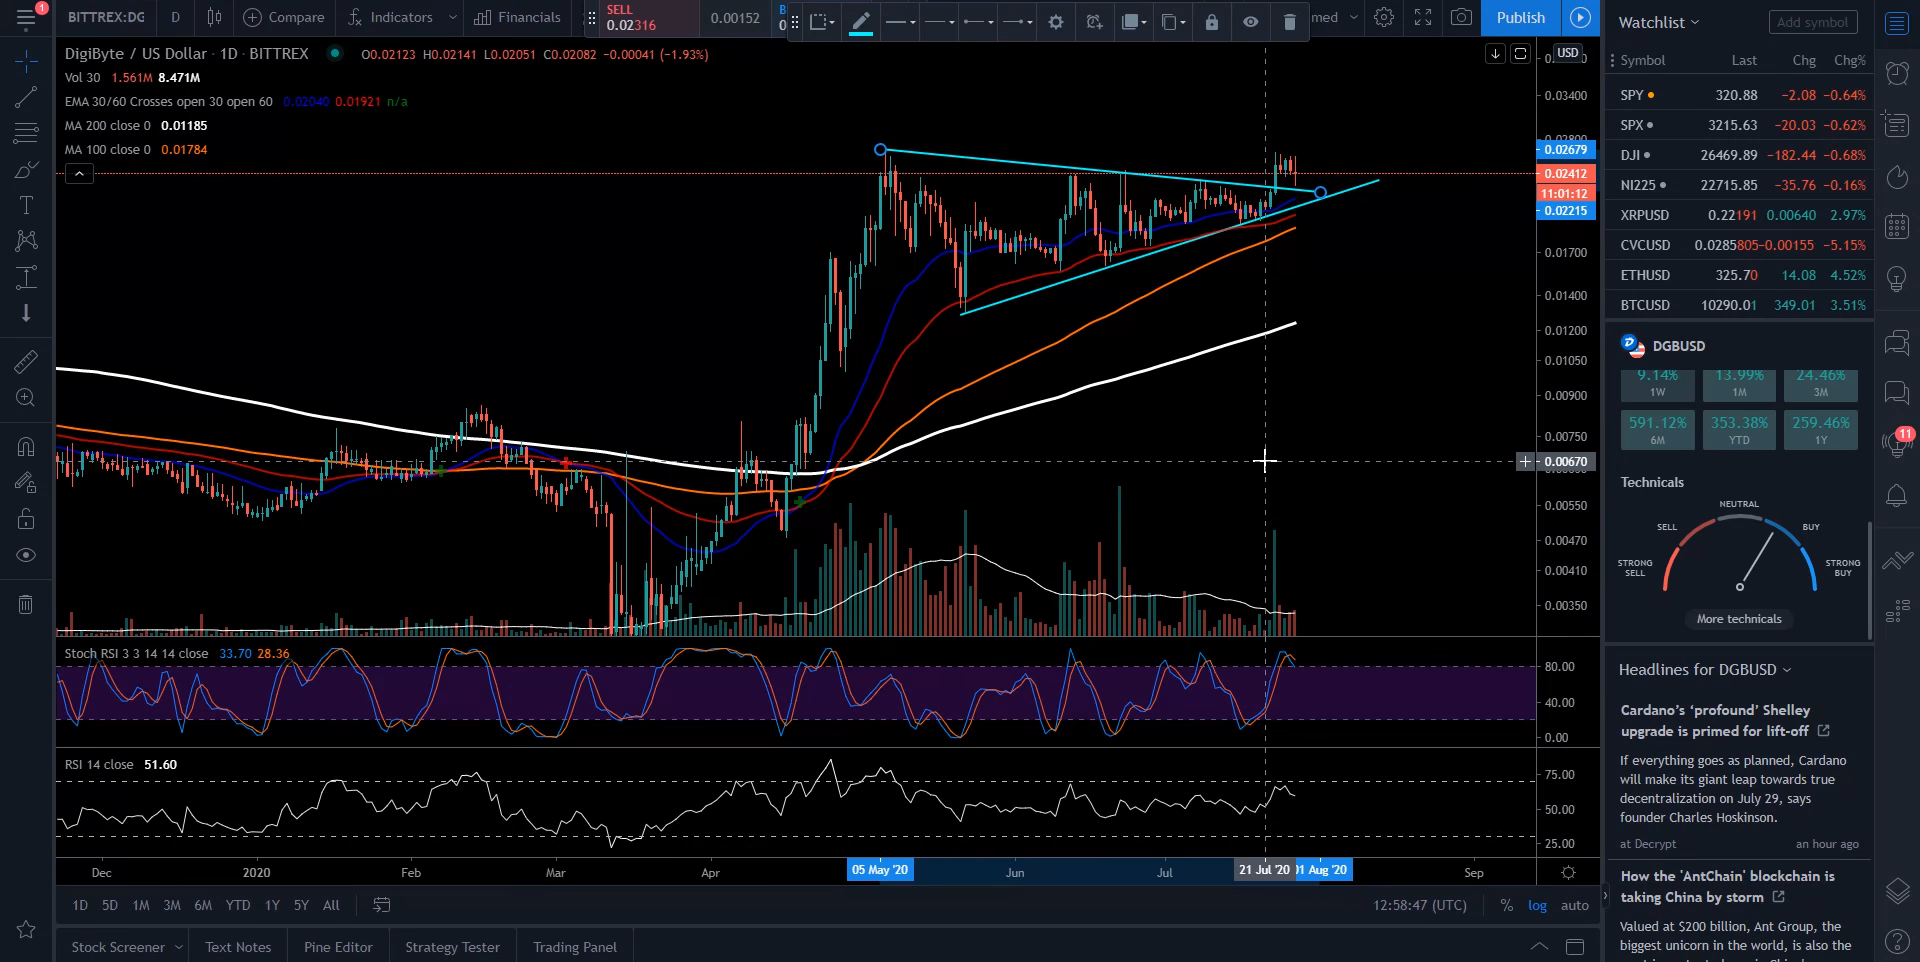 1
BITTREX:DG
D
Compare
Indicators
Financials
SELL
0.02316
0.00152
Publish
DigiByte / US Dollar · 1D · BITTREX
O0.02123 H0.02141 L0.02051 C0.02082 −0.00041 (−1.93%)
Vol 30 1.561M 8.471M
EMA 30/60 Crosses open 30 open 60 0.02040 0.01921 n/a
MA 200 close 0 0.01185
MA 100 close 0 0.01784
USD
0.03400
0.02679
0.02412
11:01:12
0.02215
0.01700
0.01400
0.01200
0.01050
0.00900
0.00750
0.00670
0.00550
0.00470
0.00410
0.00350
Stoch RSI 3 3 14 14 close 33.70 28.36
80.00
40.00
0.00
RSI 14 close 51.60
75.00
50.00
25.00
Dec 2020 Feb Mar Apr 05 May '20 Jun Jul 21 Jul '20 01 Aug '20 Sep
1D 5D 1M 3M 6M YTD 1Y 5Y All
12:58:47 (UTC) % log auto
Stock Screener Text Notes Pine Editor Strategy Tester Trading Panel
Watchlist
Add symbol
Symbol Last Chg Chg%
SPY 320.88 −2.08 −0.64%
SPX 3215.63 −20.03 −0.62%
DJI 26469.89 −182.44 −0.68%
NI225 22715.85 −35.76 −0.16%
XRPUSD 0.22191 0.00640 2.97%
CVCUSD 0.0285805 −0.00155 −5.15%
ETHUSD 325.70 14.08 4.52%
BTCUSD 10290.01 349.01 3.51%
DGBUSD
9.14% 13.99% 24.46%
1W 1M 3M
591.12% 353.38% 259.46%
6M YTD 1Y
Technicals
NEUTRAL
SELL BUY
STRONG SELL
STRONG BUY
More technicals
Headlines for DGBUSD
Cardano's ‘profound’ Shelley
upgrade is primed for lift-off
If everything goes as planned, Cardano
will make its giant leap towards true
decentralization on July 29, says
founder Charles Hoskinson.
at Decrypt an hour ago
How the 'AntChain' blockchain is
taking China by storm
Valued at $200 billion, Ant Group, the
biggest unicorn in the world, is also the
11